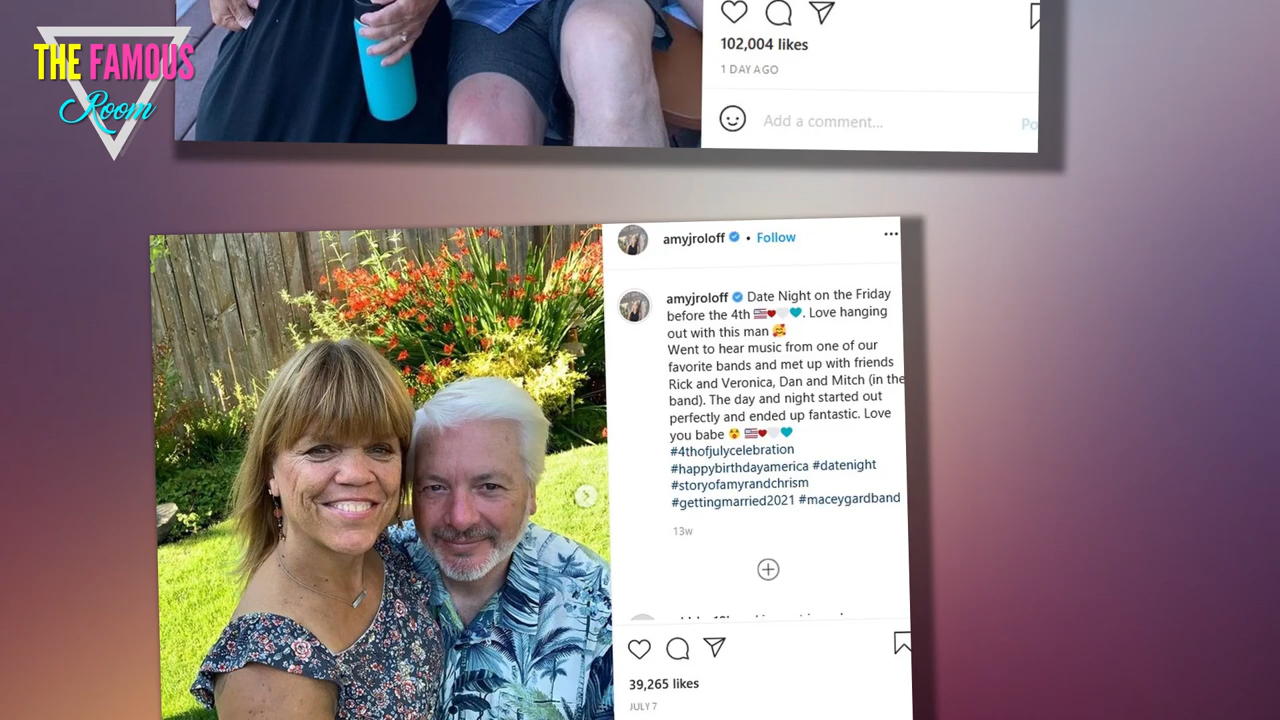 THE FAMOUS
Room
102,004 likes
1 DAY AGO
Add a comment...
Po
amyjroloff • Follow
amyjroloff Date Night on the Friday
before the 4th 🇺🇸❤️🤍💙. Love hanging
out with this man 🥰
Went to hear music from one of our
favorite bands and met up with friends
Rick and Veronica, Dan and Mitch (in the
band). The day and night started out
perfectly and ended up fantastic. Love
you babe 😘 🇺🇸❤️🤍💙
#4thofjulycelebration
#happybirthdayamerica #datenight
#storyofamyrandchrism
#gettingmarried2021 #maceygardband
13w
39,265 likes
JULY 7